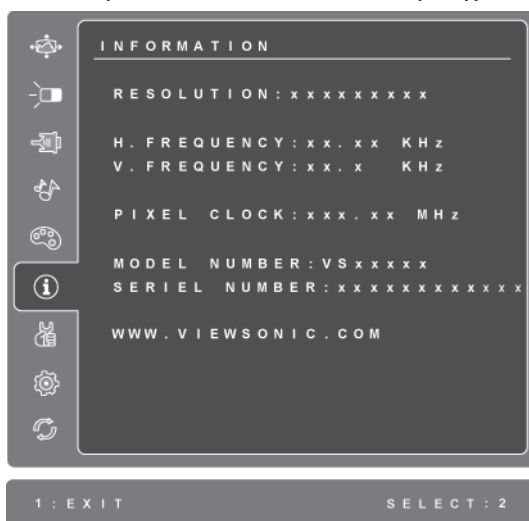 INFORMATION
RESOLUTION:xxxxxxxxx
H. FREQUENCY:xx.xx KHz
V. FREQUENCY:xx.x KHz
PIXEL CLOCK:xxx.xx MHz
MODEL NUMBER:VSxxxxx
SERIEL NUMBER:xxxxxxxxxxxx
WWW.VIEWSONIC.COM
1:EXIT SELECT:2